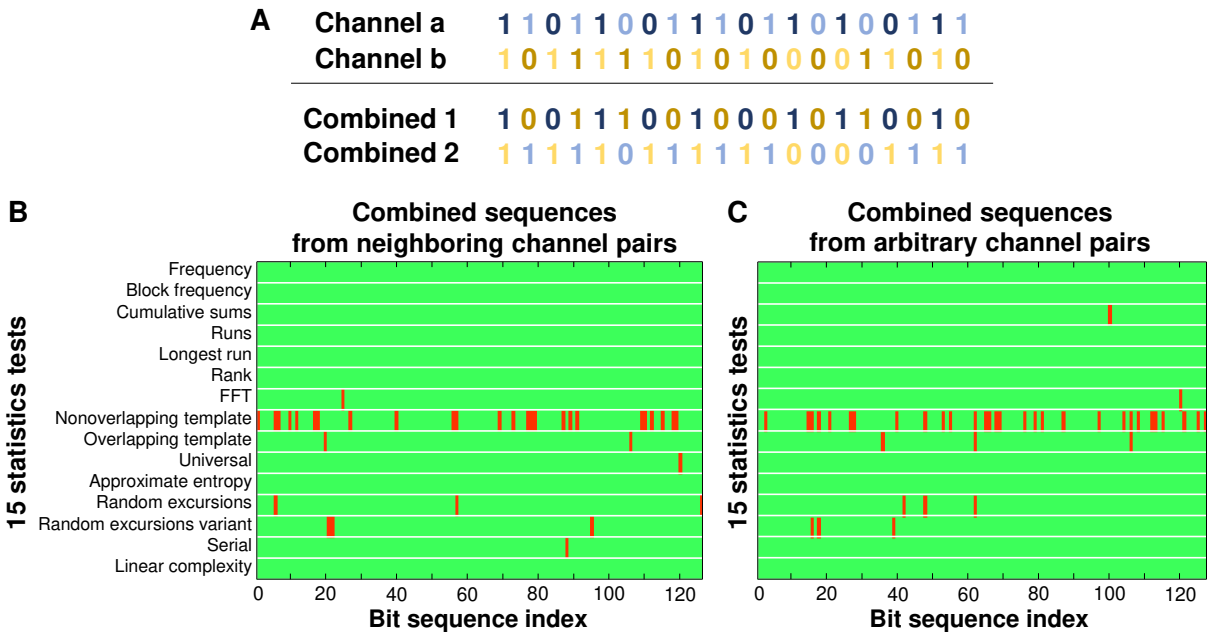 A
Channel a 1 1 0 1 1 0 0 1 1 1 0 1 1 0 1 0 0 1 1 1
Channel b 1 0 1 1 1 1 1 0 1 0 1 0 0 0 0 1 1 0 1 0
Combined 1 1 0 0 1 1 1 0 0 1 0 0 0 1 0 1 1 0 0 1 0
Combined 2 1 1 1 1 1 0 1 1 1 1 1 1 0 0 0 0 1 1 1 1
B
Combined sequences
from neighboring channel pairs
15 statistics tests
Frequency
Block frequency
Cumulative sums
Runs
Longest run
Rank
FFT
Nonoverlapping template
Overlapping template
Universal
Approximate entropy
Random excursions
Random excursions variant
Serial
Linear complexity
0 20 40 60 80 100 120
Bit sequence index
C
Combined sequences
from arbitrary channel pairs
15 statistics tests
0 20 40 60 80 100 120
Bit sequence index